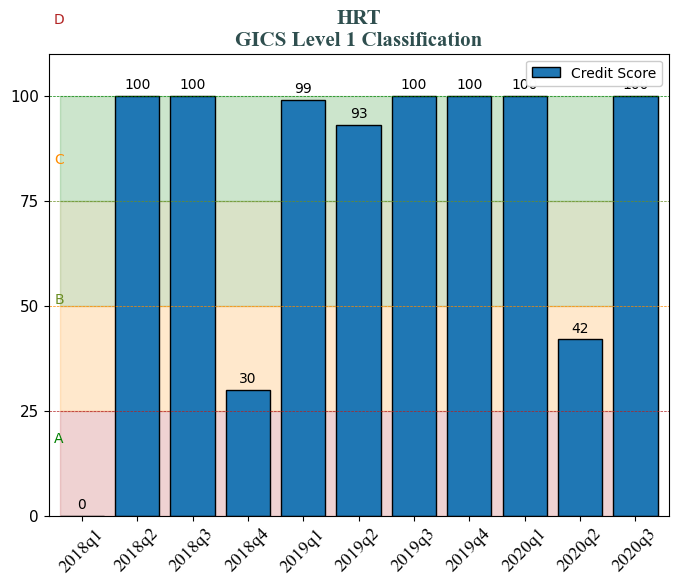 D
HRT
GICS Level 1 Classification
Credit Score
100
100
99
93
100
100
100
100
C
75
B
50
42
30
25
A
0
0
2018q1
2018q2
2018q3
2018q4
2019q1
2019q2
2019q3
2019q4
2020q1
2020q2
2020q3